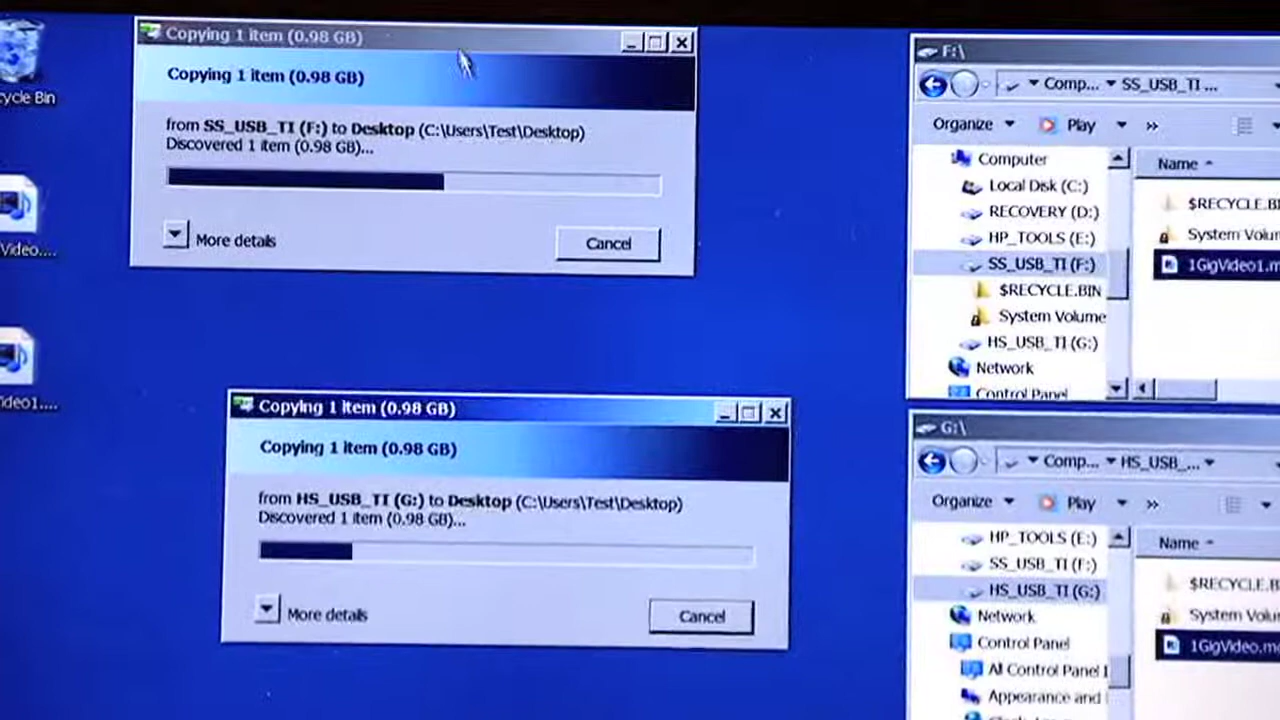 Copying 1 item (0.98 GB)
Copying 1 item (0.98 GB)
from SS_USB_TI (F:) to Desktop (C:\Users\Test\Desktop)
Discovered 1 item (0.98 GB)...
More details
Cancel
cycle Bin
Video....
ideo1....
Copying 1 item (0.98 GB)
Copying 1 item (0.98 GB)
from HS_USB_TI (G:) to Desktop (C:\Users\Test\Desktop)
Discovered 1 item (0.98 GB)...
More details
Cancel
F:\
Comp... SS_USB_TI ...
Organize Play »
Computer
Local Disk (C:)
RECOVERY (D:)
HP_TOOLS (E:)
SS_USB_TI (F:)
$RECYCLE.BIN
System Volume
HS_USB_TI (G:)
Network
Control Panel
Name
$RECYCLE.BI
System Volum
1GigVideo1.m
G:\
Comp... HS_USB_...
Organize Play »
HP_TOOLS (E:)
SS_USB_TI (F:)
HS_USB_TI (G:)
Network
Control Panel
All Control Panel I
Appearance and
Name
$RECYCLE.BI
System Volum
1GigVideo.mo